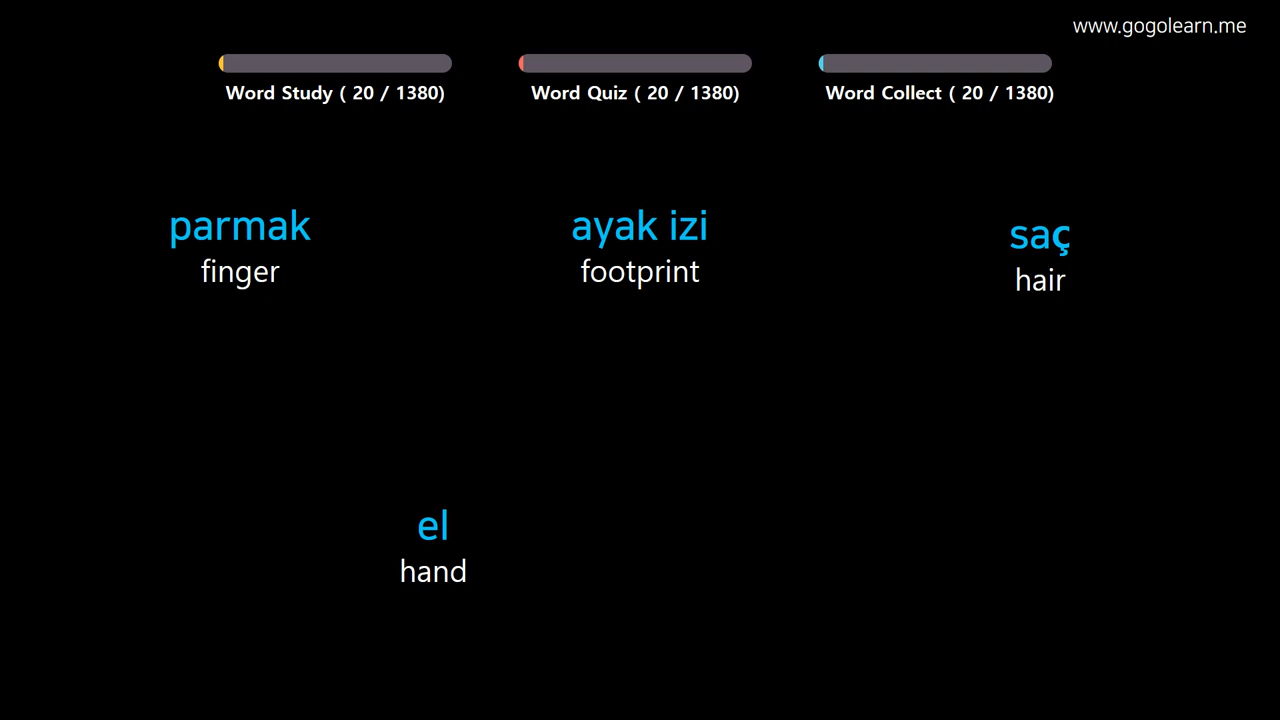 www.gogolearn.me
Word Study ( 20 / 1380)
Word Quiz ( 20 / 1380)
Word Collect ( 20 / 1380)
parmak
finger
ayak izi
footprint
saç
hair
el
hand